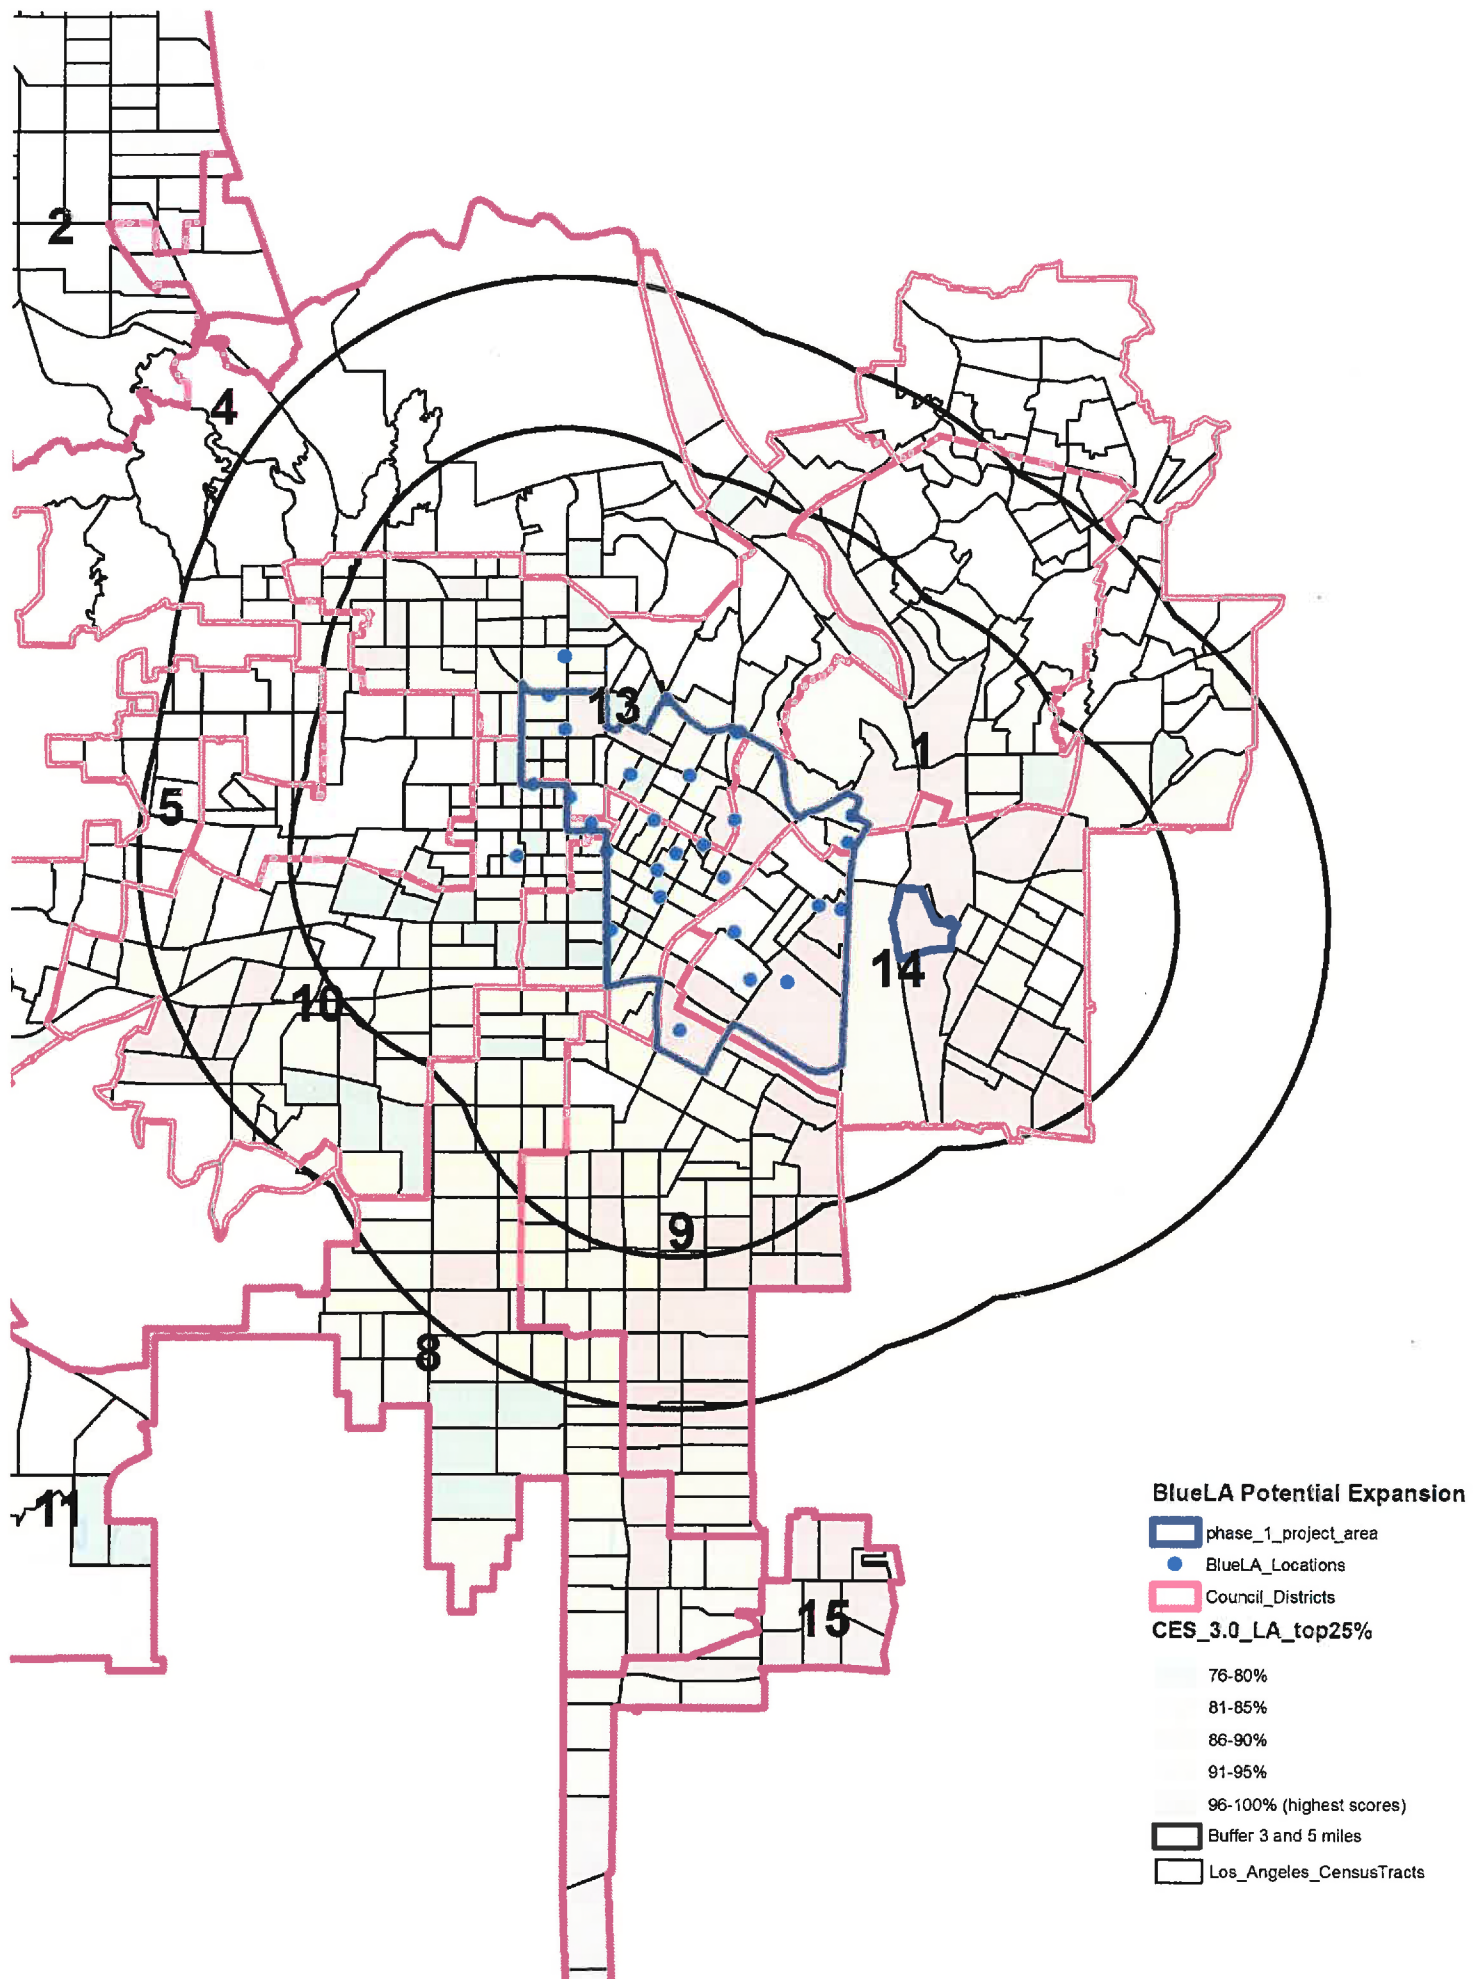 2
4
13
1
5
14
10
9
8
11
15
BlueLA Potential Expansion
phase_1_project_area
BlueLA_Locations
Council_Districts
CES_3.0_LA_top25%
76-80%
81-85%
86-90%
91-95%
96-100% (highest scores)
Buffer 3 and 5 miles
Los_Angeles_CensusTracts